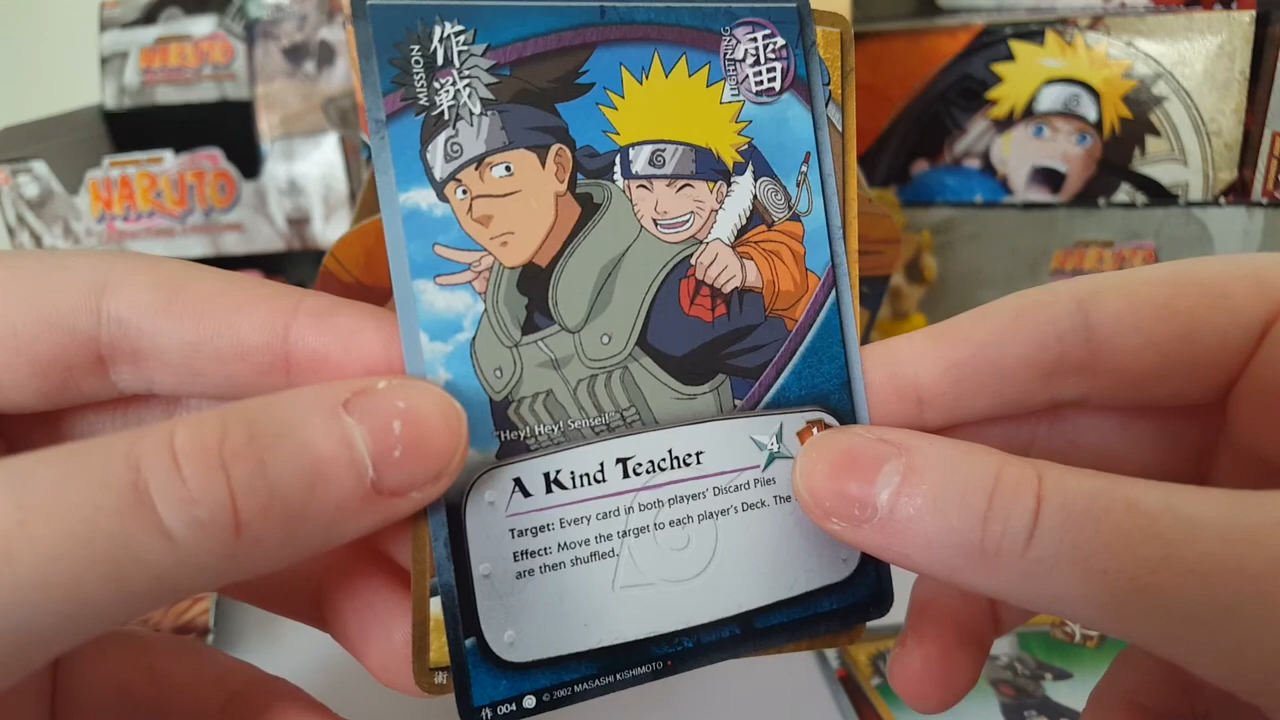 NARUTO
NARUTO
NARUTO
MISSION
作戦
LIGHTNING
雷
"Hey! Hey! Sensei!"
A Kind Teacher
4
1
Target: Every card in both players' Discard Piles
Effect: Move the target to each player's Deck. The
are then shuffled.
作 004
© 2002 MASASHI KISHIMOTO
術